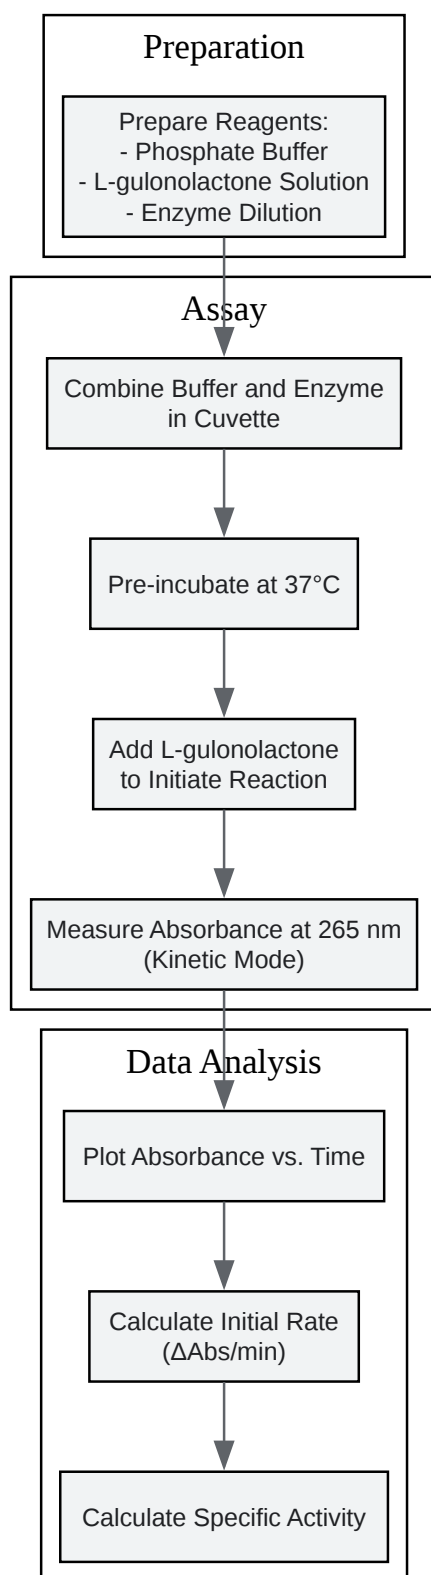 Preparation
Prepare Reagents:
- Phosphate Buffer
- L-gulonolactone Solution
- Enzyme Dilution
Assay
Combine Buffer and Enzyme
in Cuvette
Pre-incubate at 37°C
Add L-gulonolactone
to Initiate Reaction
Measure Absorbance at 265 nm
(Kinetic Mode)
Data Analysis
Plot Absorbance vs. Time
Calculate Initial Rate
(ΔAbs/min)
Calculate Specific Activity